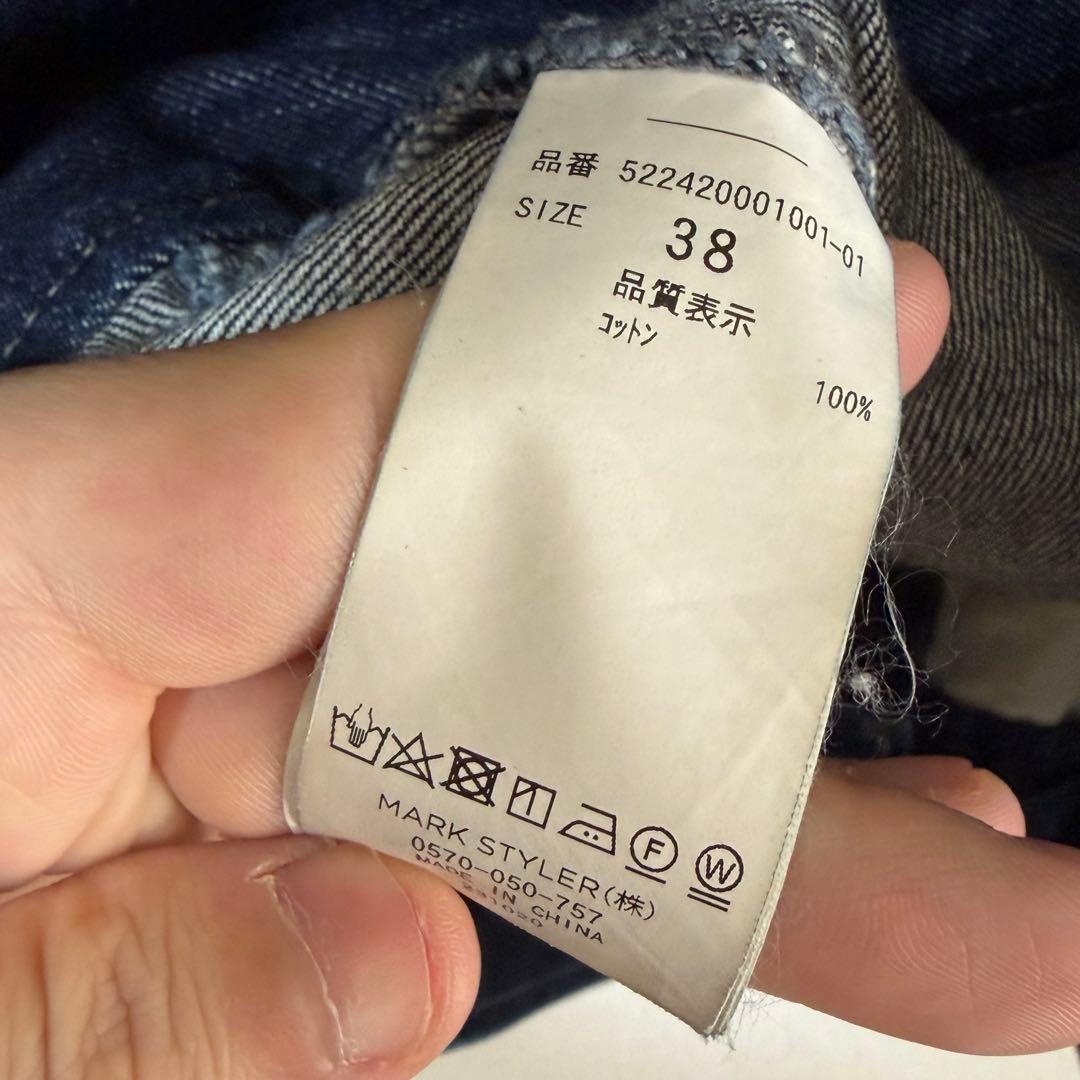 品番 522420001001-01
SIZE 38
品質表示
コットン
100%
F W
MARK STYLER(株)
0570-050-757
MADE IN CHINA